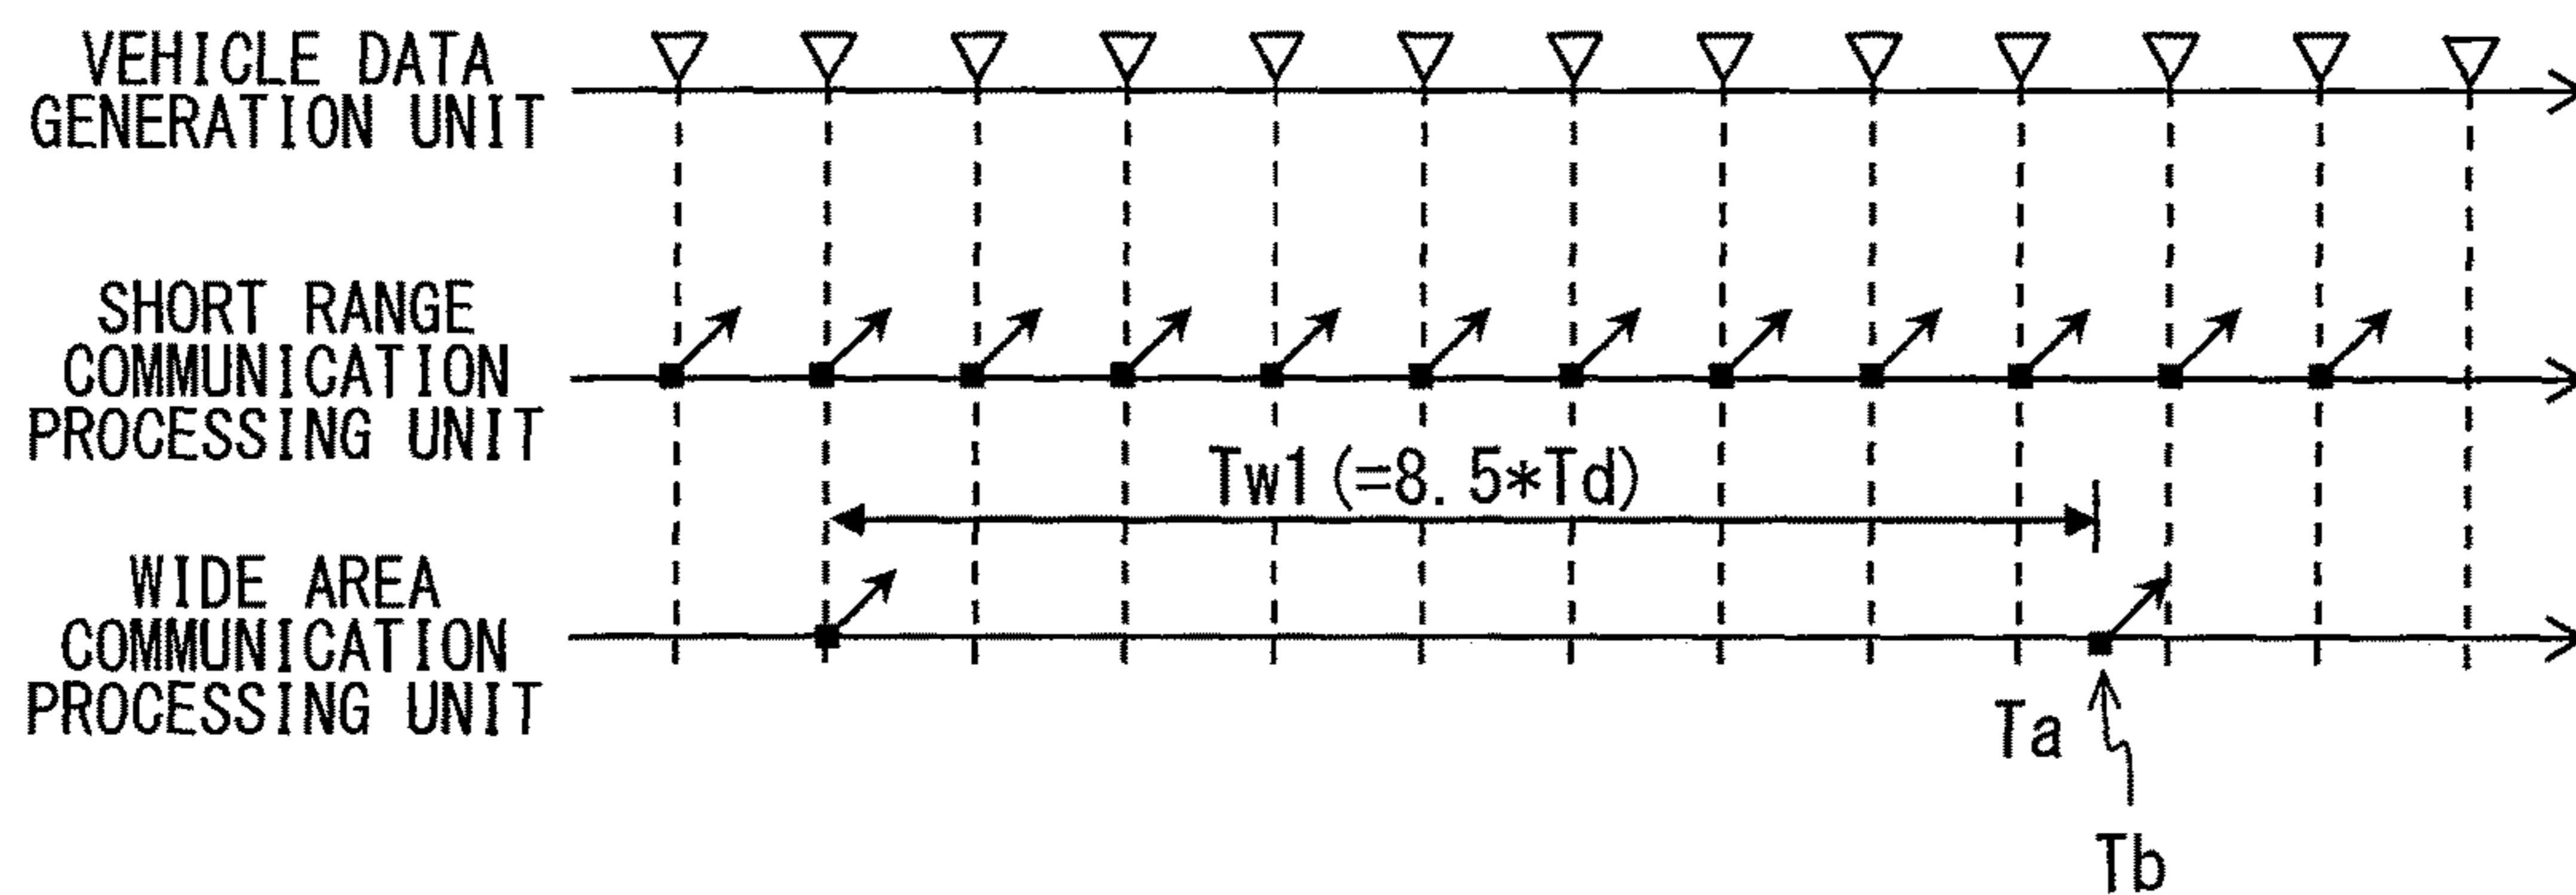 VEHICLE DATA
GENERATION UNIT
SHORT RANGE
COMMUNICATION
PROCESSING UNIT
Tw1(=8.5*Td)
WIDE AREA
COMMUNICATION
PROCESSING UNIT
Ta
Tb